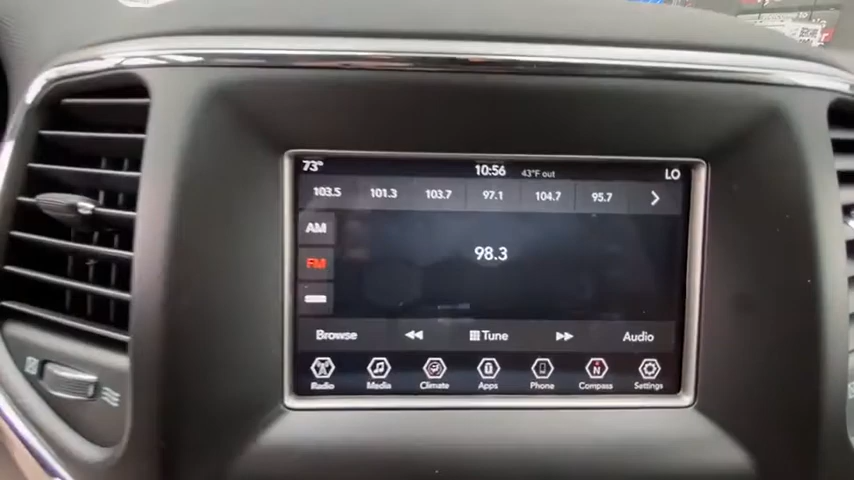 73° 10:56 43°F out LO
103.5 101.3 103.7 97.1 104.7 95.7
AM
98.3
FM
Browse Tune Audio
Radio Media Climate Apps Phone Compass Settings
N